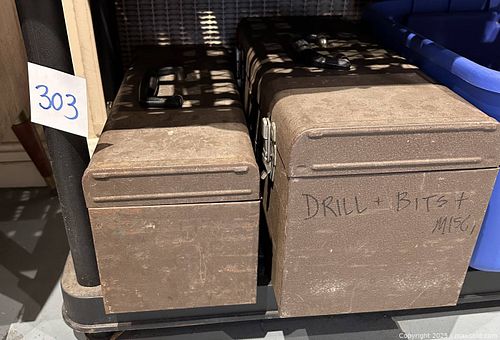 303
DRILL + BITS +
MISC,
Copyright 2025